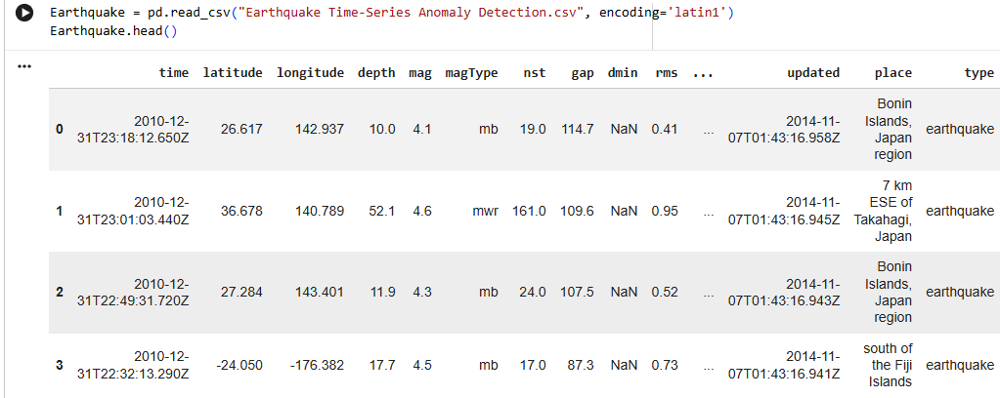 Earthquake = pd.read_csv("Earthquake Time-Series Anomaly Detection.csv", encoding='latin1')
Earthquake.head()
...
time latitude longitude depth mag magType nst gap dmin rms ... updated place type
0 2010-12-31T23:18:12.650Z 26.617 142.937 10.0 4.1 mb 19.0 114.7 NaN 0.41 ... 2014-11-07T01:43:16.958Z Bonin Islands, Japan region earthquake
1 2010-12-31T23:01:03.440Z 36.678 140.789 52.1 4.6 mwr 161.0 109.6 NaN 0.95 ... 2014-11-07T01:43:16.945Z 7 km ESE of Takahagi, Japan earthquake
2 2010-12-31T22:49:31.720Z 27.284 143.401 11.9 4.3 mb 24.0 107.5 NaN 0.52 ... 2014-11-07T01:43:16.943Z Bonin Islands, Japan region earthquake
3 2010-12-31T22:32:13.290Z -24.050 -176.382 17.7 4.5 mb 17.0 87.3 NaN 0.73 ... 2014-11-07T01:43:16.941Z south of the Fiji Islands earthquake